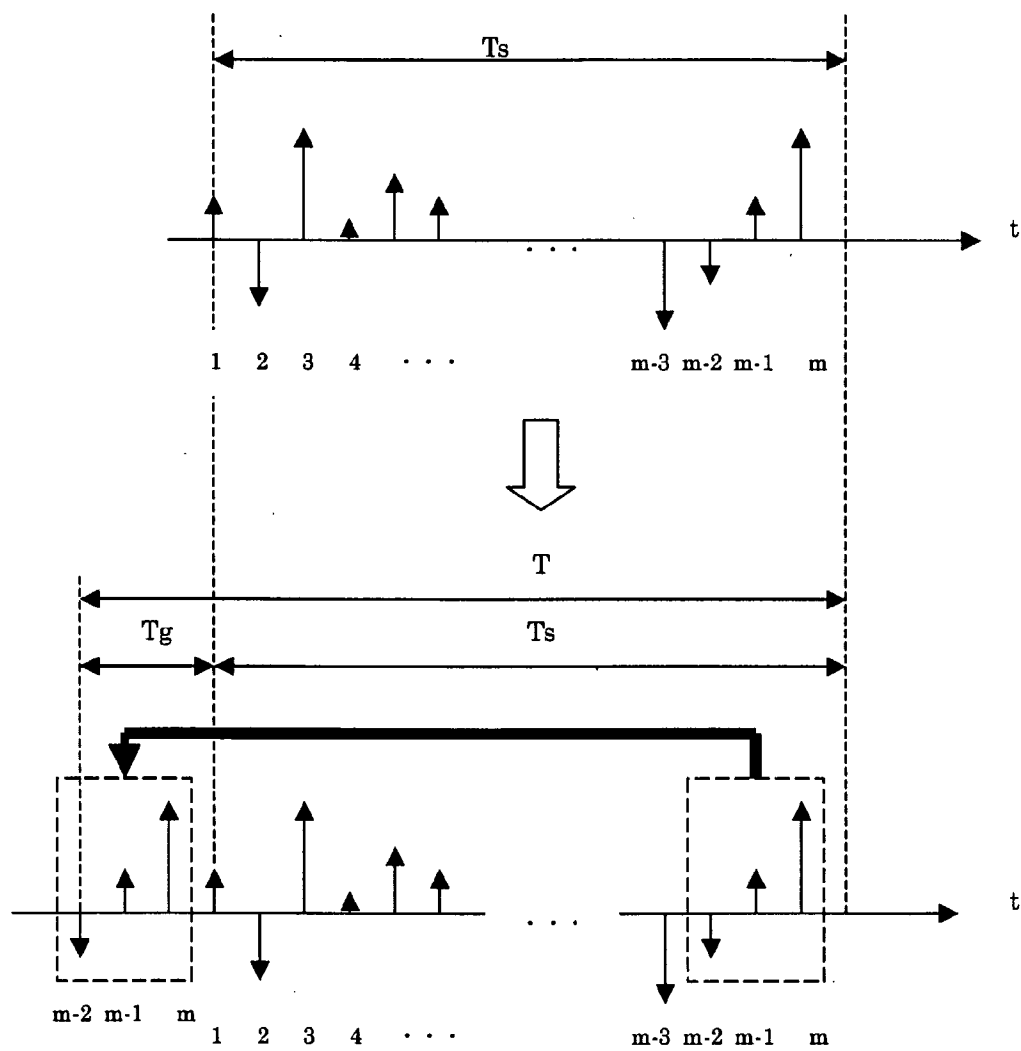 Ts
t
. . .
1 2 3 4 · · · m-3 m-2 m-1 m
T
Tg Ts
t
. . .
m-2 m-1 m
1 2 3 4 · · · m-3 m-2 m-1 m